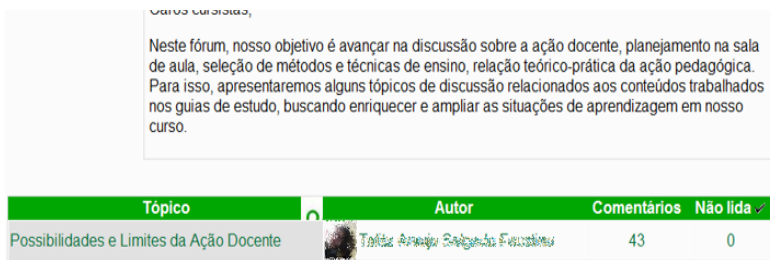 Caros cursistas,
Neste fórum, nosso objetivo é avançar na discussão sobre a ação docente, planejamento na sala
de aula, seleção de métodos e técnicas de ensino, relação teórico-prática da ação pedagógica.
Para isso, apresentaremos alguns tópicos de discussão relacionados aos conteúdos trabalhados
nos guias de estudo, buscando enriquecer e ampliar as situações de aprendizagem em nosso
curso.
Tópico Autor Comentários Não lida ✓
Possibilidades e Limites da Ação Docente 43 0